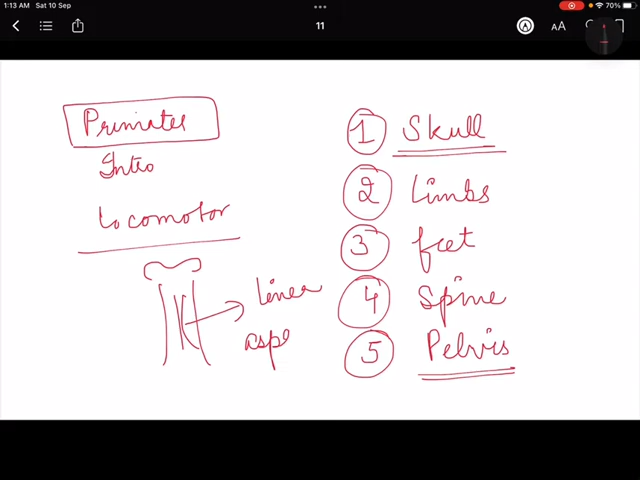 1:13 AM Sat 10 Sep
70%
11
AA
Primates
Intro
Locomotor
linea
aspe
1 Skull
2 limbs
3 feet
4 Spine
5 Pelvis